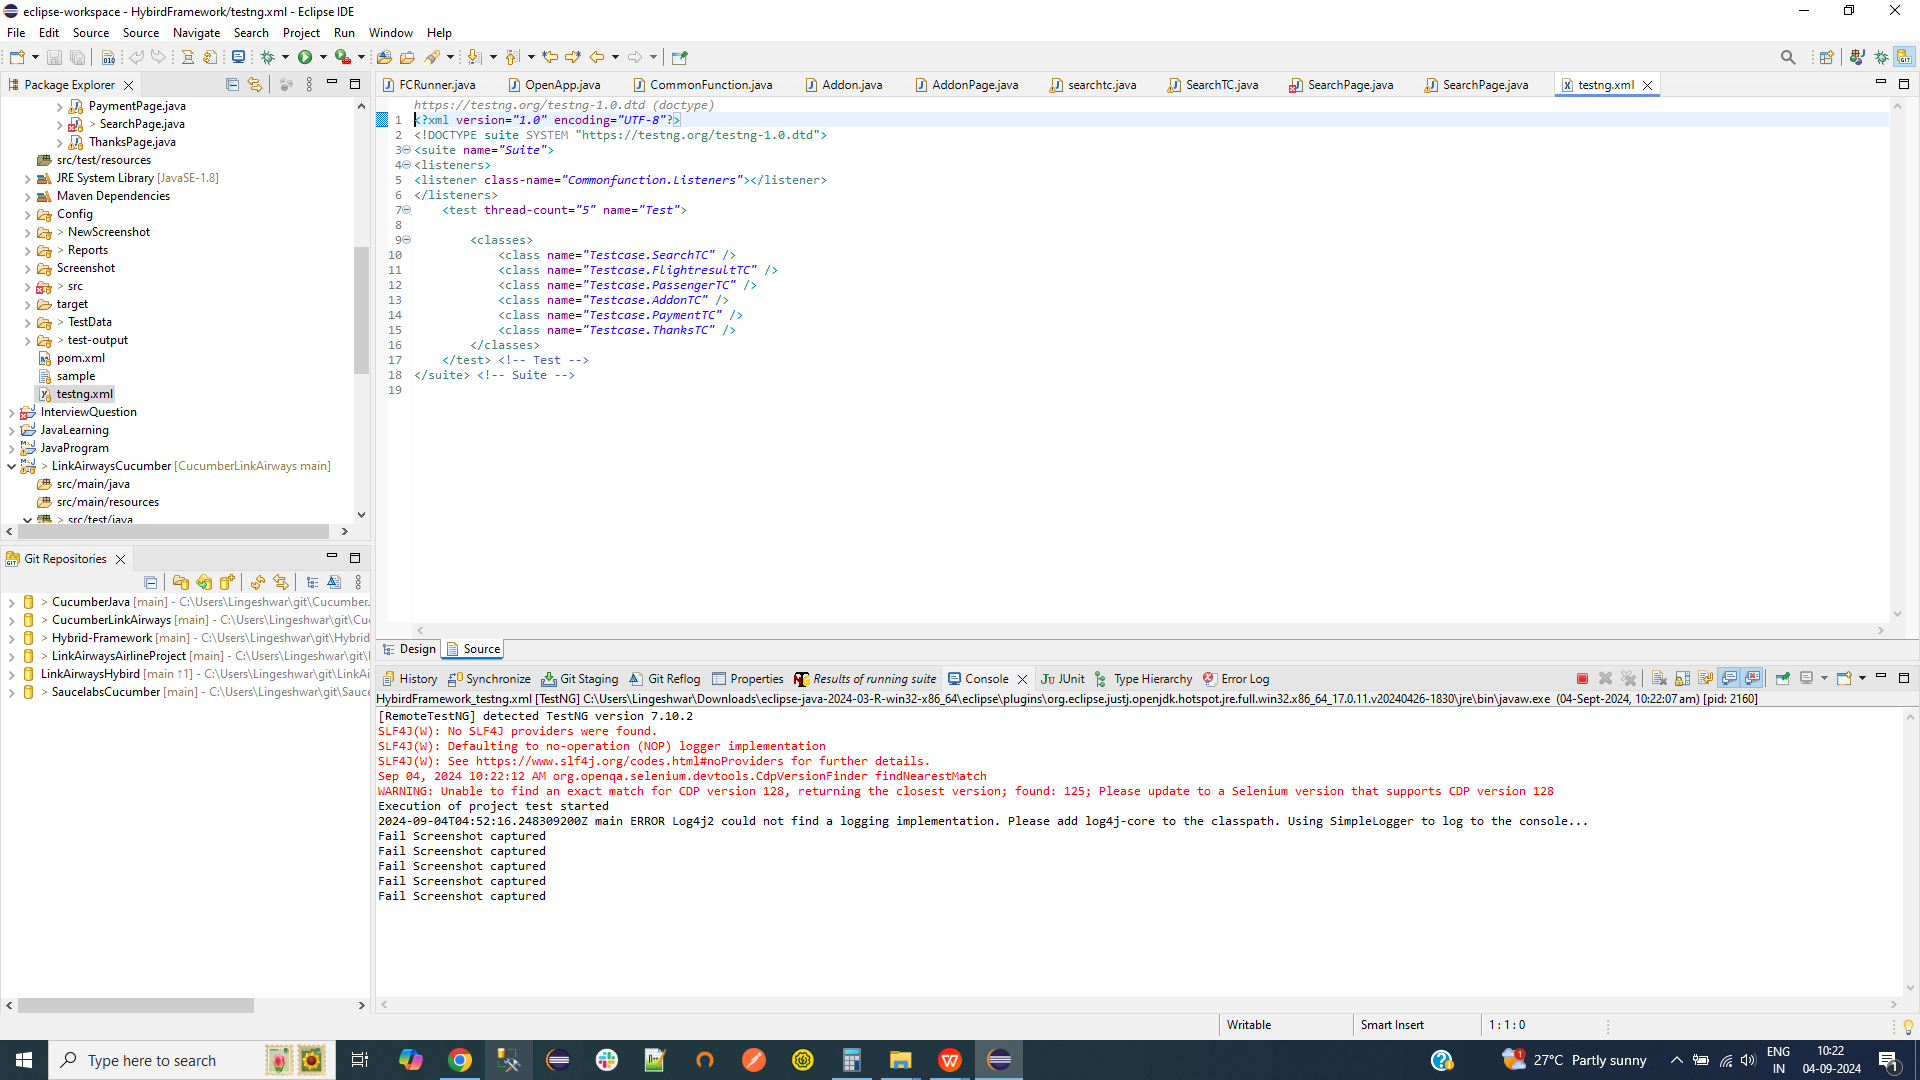 eclipse-workspace - HybirdFramework/testng.xml - Eclipse IDE
File Edit Source Source Navigate Search Project Run Window Help
Package Explorer
FCRunner.java OpenApp.java CommonFunction.java Addon.java AddonPage.java searchtc.java SearchTC.java SearchPage.java SearchPage.java testng.xml
PaymentPage.java
> SearchPage.java
ThanksPage.java
src/test/resources
JRE System Library [JavaSE-1.8]
Maven Dependencies
Config
> NewScreenshot
> Reports
Screenshot
> src
target
> TestData
> test-output
pom.xml
sample
testng.xml
InterviewQuestion
JavaLearning
JavaProgram
> LinkAirwaysCucumber [CucumberLinkAirways main]
src/main/java
src/main/resources
> src/test/java
https://testng.org/testng-1.0.dtd (doctype)
1 <?xml version="1.0" encoding="UTF-8"?>
2 <!DOCTYPE suite SYSTEM "https://testng.org/testng-1.0.dtd">
3 <suite name="Suite">
4 <listeners>
5 <listener class-name="Commonfunction.Listeners"></listener>
6 </listeners>
7 <test thread-count="5" name="Test">
8
9 <classes>
10 <class name="Testcase.SearchTC" />
11 <class name="Testcase.FlightresultTC" />
12 <class name="Testcase.PassengerTC" />
13 <class name="Testcase.AddonTC" />
14 <class name="Testcase.PaymentTC" />
15 <class name="Testcase.ThanksTC" />
16 </classes>
17 </test> <!-- Test -->
18 </suite> <!-- Suite -->
19
Design Source
Git Repositories
> CucumberJava [main] - C:\Users\Lingeshwar\git\Cucumber.
> CucumberLinkAirways [main] - C:\Users\Lingeshwar\git\Cu
> Hybrid-Framework [main] - C:\Users\Lingeshwar\git\Hybrid
> LinkAirwaysAirlineProject [main] - C:\Users\Lingeshwar\git\
LinkAirwaysHybird [main ↑1] - C:\Users\Lingeshwar\git\LinkAi
> SaucelabsCucumber [main] - C:\Users\Lingeshwar\git\Sauce
History Synchronize Git Staging Git Reflog Properties Results of running suite Console JUnit Type Hierarchy Error Log
HybirdFramework_testng.xml [TestNG] C:\Users\Lingeshwar\Downloads\eclipse-java-2024-03-R-win32-x86_64\eclipse\plugins\org.eclipse.justj.openjdk.hotspot.jre.full.win32.x86_64_17.0.11.v20240426-1830\jre\bin\javaw.exe (04-Sept-2024, 10:22:07 am) [pid: 2160]
[RemoteTestNG] detected TestNG version 7.10.2
SLF4J(W): No SLF4J providers were found.
SLF4J(W): Defaulting to no-operation (NOP) logger implementation
SLF4J(W): See https://www.slf4j.org/codes.html#noProviders for further details.
Sep 04, 2024 10:22:12 AM org.openqa.selenium.devtools.CdpVersionFinder findNearestMatch
WARNING: Unable to find an exact match for CDP version 128, returning the closest version; found: 125; Please update to a Selenium version that supports CDP version 128
Execution of project test started
2024-09-04T04:52:16.248309200Z main ERROR Log4j2 could not find a logging implementation. Please add log4j-core to the classpath. Using SimpleLogger to log to the console...
Fail Screenshot captured
Fail Screenshot captured
Fail Screenshot captured
Fail Screenshot captured
Fail Screenshot captured
Writable Smart Insert 1 : 1 : 0
Type here to search
27°C Partly sunny
ENG
IN
10:22
04-09-2024
1